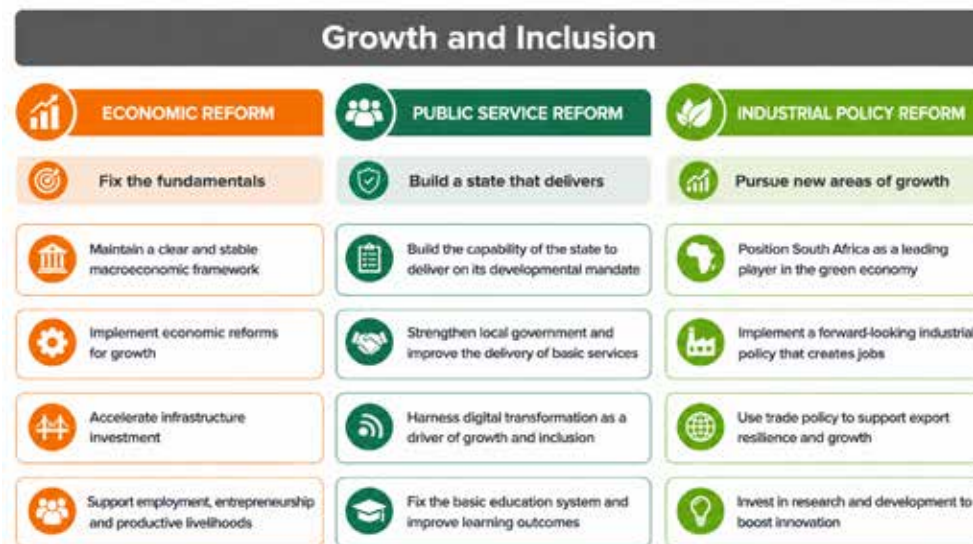 Growth and Inclusion
ECONOMIC REFORM
Fix the fundamentals
Maintain a clear and stable
macroeconomic framework
Implement economic reforms
for growth
Accelerate infrastructure
investment
Support employment, entrepreneurship
and productive livelihoods
PUBLIC SERVICE REFORM
Build a state that delivers
Build the capability of the state to
deliver on its developmental mandate
Strengthen local government and
improve the delivery of basic services
Harness digital transformation as a
driver of growth and inclusion
Fix the basic education system and
improve learning outcomes
INDUSTRIAL POLICY REFORM
Pursue new areas of growth
Position South Africa as a leading
player in the green economy
Implement a forward-looking industrial
policy that creates jobs
Use trade policy to support export
resilience and growth
Invest in research and development to
boost innovation